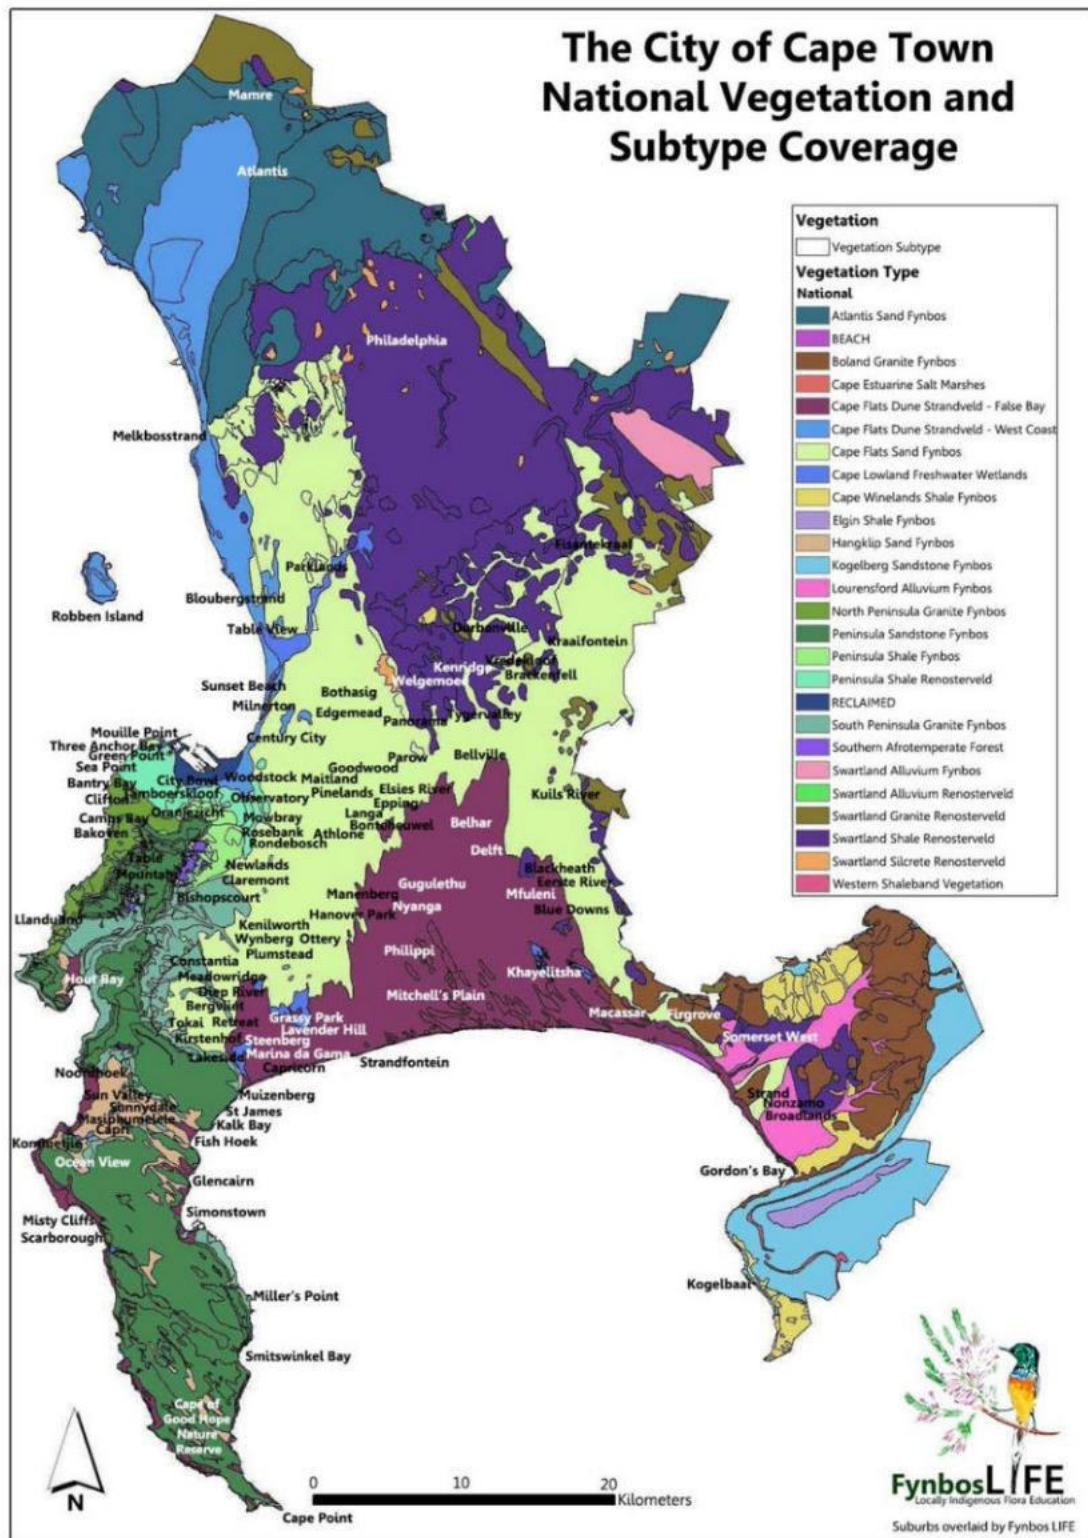 The City of Cape Town
National Vegetation and
Subtype Coverage
Vegetation
Vegetation Subtype
Vegetation Type
National
Atlantis Sand Fynbos
BEACH
Boland Granite Fynbos
Cape Estuarine Salt Marshes
Cape Flats Dune Strandveld - False Bay
Cape Flats Dune Strandveld - West Coast
Cape Flats Sand Fynbos
Cape Lowland Freshwater Wetlands
Cape Winelands Shale Fynbos
Elgin Shale Fynbos
Hangklip Sand Fynbos
Kogelberg Sandstone Fynbos
Lourensford Alluvium Fynbos
North Peninsula Granite Fynbos
Peninsula Sandstone Fynbos
Peninsula Shale Fynbos
Peninsula Shale Renosterveld
RECLAIMED
South Peninsula Granite Fynbos
Southern Afrotemperate Forest
Swartland Alluvium Fynbos
Swartland Alluvium Renosterveld
Swartland Granite Renosterveld
Swartland Shale Renosterveld
Swartland Silcrete Renosterveld
Western Shaleband Vegetation
Mamre
Atlantis
Philadelphia
Melkbosstrand
Eisantekraal
Parklands
Robben Island
Bloubergstrand
Table View
Durbanville
Kraaifontein
Kenridge
Welgemoed
Brackenfell
Sunset Beach
Bothasig
Milnerton
Edgemead
Panorama
Tygervalley
Mouille Point
Century City
Three Anchor Bay
Green Point
Parow
Bellville
Sea Point
Goodwood
Bantry Bay
City Bowl
Woodstock
Maitland
Clifton
Tamboerskloof
Observatory
Pinelands
Elsies River
Kuils River
Epping
Camps Bay
Oranjezicht
Mowbray
Langa
Bonteheuwel
Belhar
Bakoven
Rosebank
Athlone
Rondebosch
Table
Mountain
Delft
Newlands
Claremont
Blackheath
Eerste River
Gugulethu
Bishopscourt
Manenberg
Mfuleni
Nyanga
Blue Downs
Hanover Park
Llandudno
Kenilworth
Wynberg
Ottery
Plumstead
Philippi
Constantia
Hout Bay
Meadowridge
Khayelitsha
Diep River
Bergvliet
Mitchell's Plain
Macassar
Firgrove
Grassy Park
Tokai
Retreat
Lavender Hill
Kirstenhof
Steenberg
Somerset West
Lakeside
Marina da Gama
Capricorn
Strandfontein
Noordhoek
Sun Valley
Muizenberg
Strand
Sunnydale
Nonzamo
Masiphumelele
St James
Broadlands
Capri
Kalk Bay
Kommetjie
Fish Hoek
Ocean View
Gordon's Bay
Glencairn
Misty Cliffs
Simonstown
Scarborough
Kogelbaai
Miller's Point
Smitswinkel Bay
Cape of
Good Hope
Nature
Reserve
N
0 10 20
Kilometers
Cape Point
FynbosLIFE
Locally Indigenous Flora Education
Suburbs overlaid by Fynbos LIFE